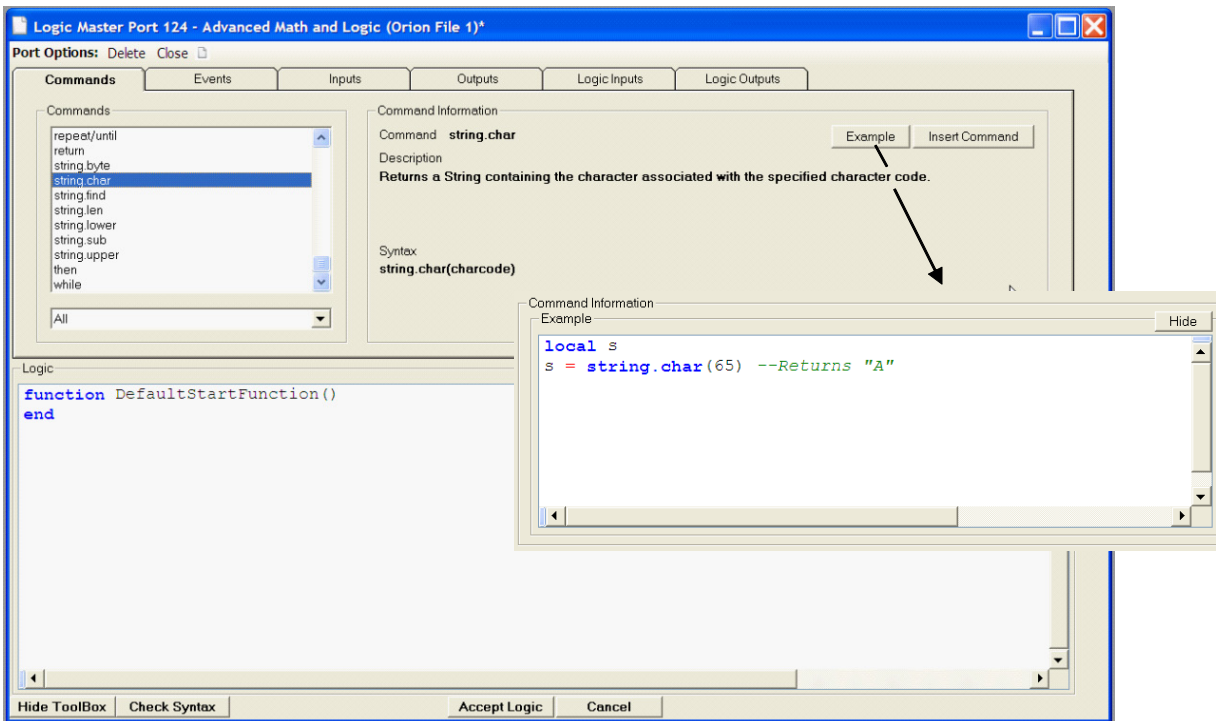 Logic Master Port 124 - Advanced Math and Logic (Orion File 1)*
Port Options: Delete Close
Commands Events Inputs Outputs Logic Inputs Logic Outputs
Commands
repeat/until
return
string.byte
string.char
string.find
string.len
string.lower
string.sub
string.upper
then
while
All
Command Information
Command string.char
Example Insert Command
Description
Returns a String containing the character associated with the specified character code.
Syntax
string.char(charcode)
Command Information
Example
Hide
local s
s = string.char(65) --Returns "A"
Logic
function DefaultStartFunction()
end
Hide ToolBox Check Syntax Accept Logic Cancel